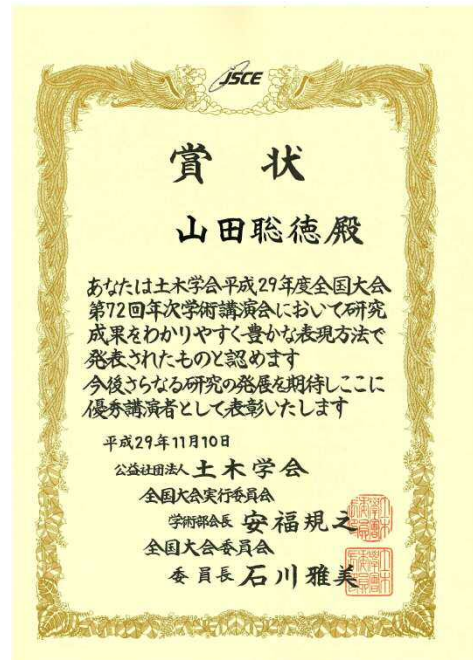 JSCE
賞 状
山田聡徳殿
あなたは土木学会平成29年度全国大会
第72回年次学術講演会において研究
成果をわかりやすく豊かな表現方法で
発表されたものと認めます
今後さらなる研究の発展を期待しここに
優秀講演者として表彰いたします
平成29年11月10日
公益社団法人 土木学会
全国大会実行委員会
学術部会長 安福規之
全国大会委員会
委員長 石川雅美